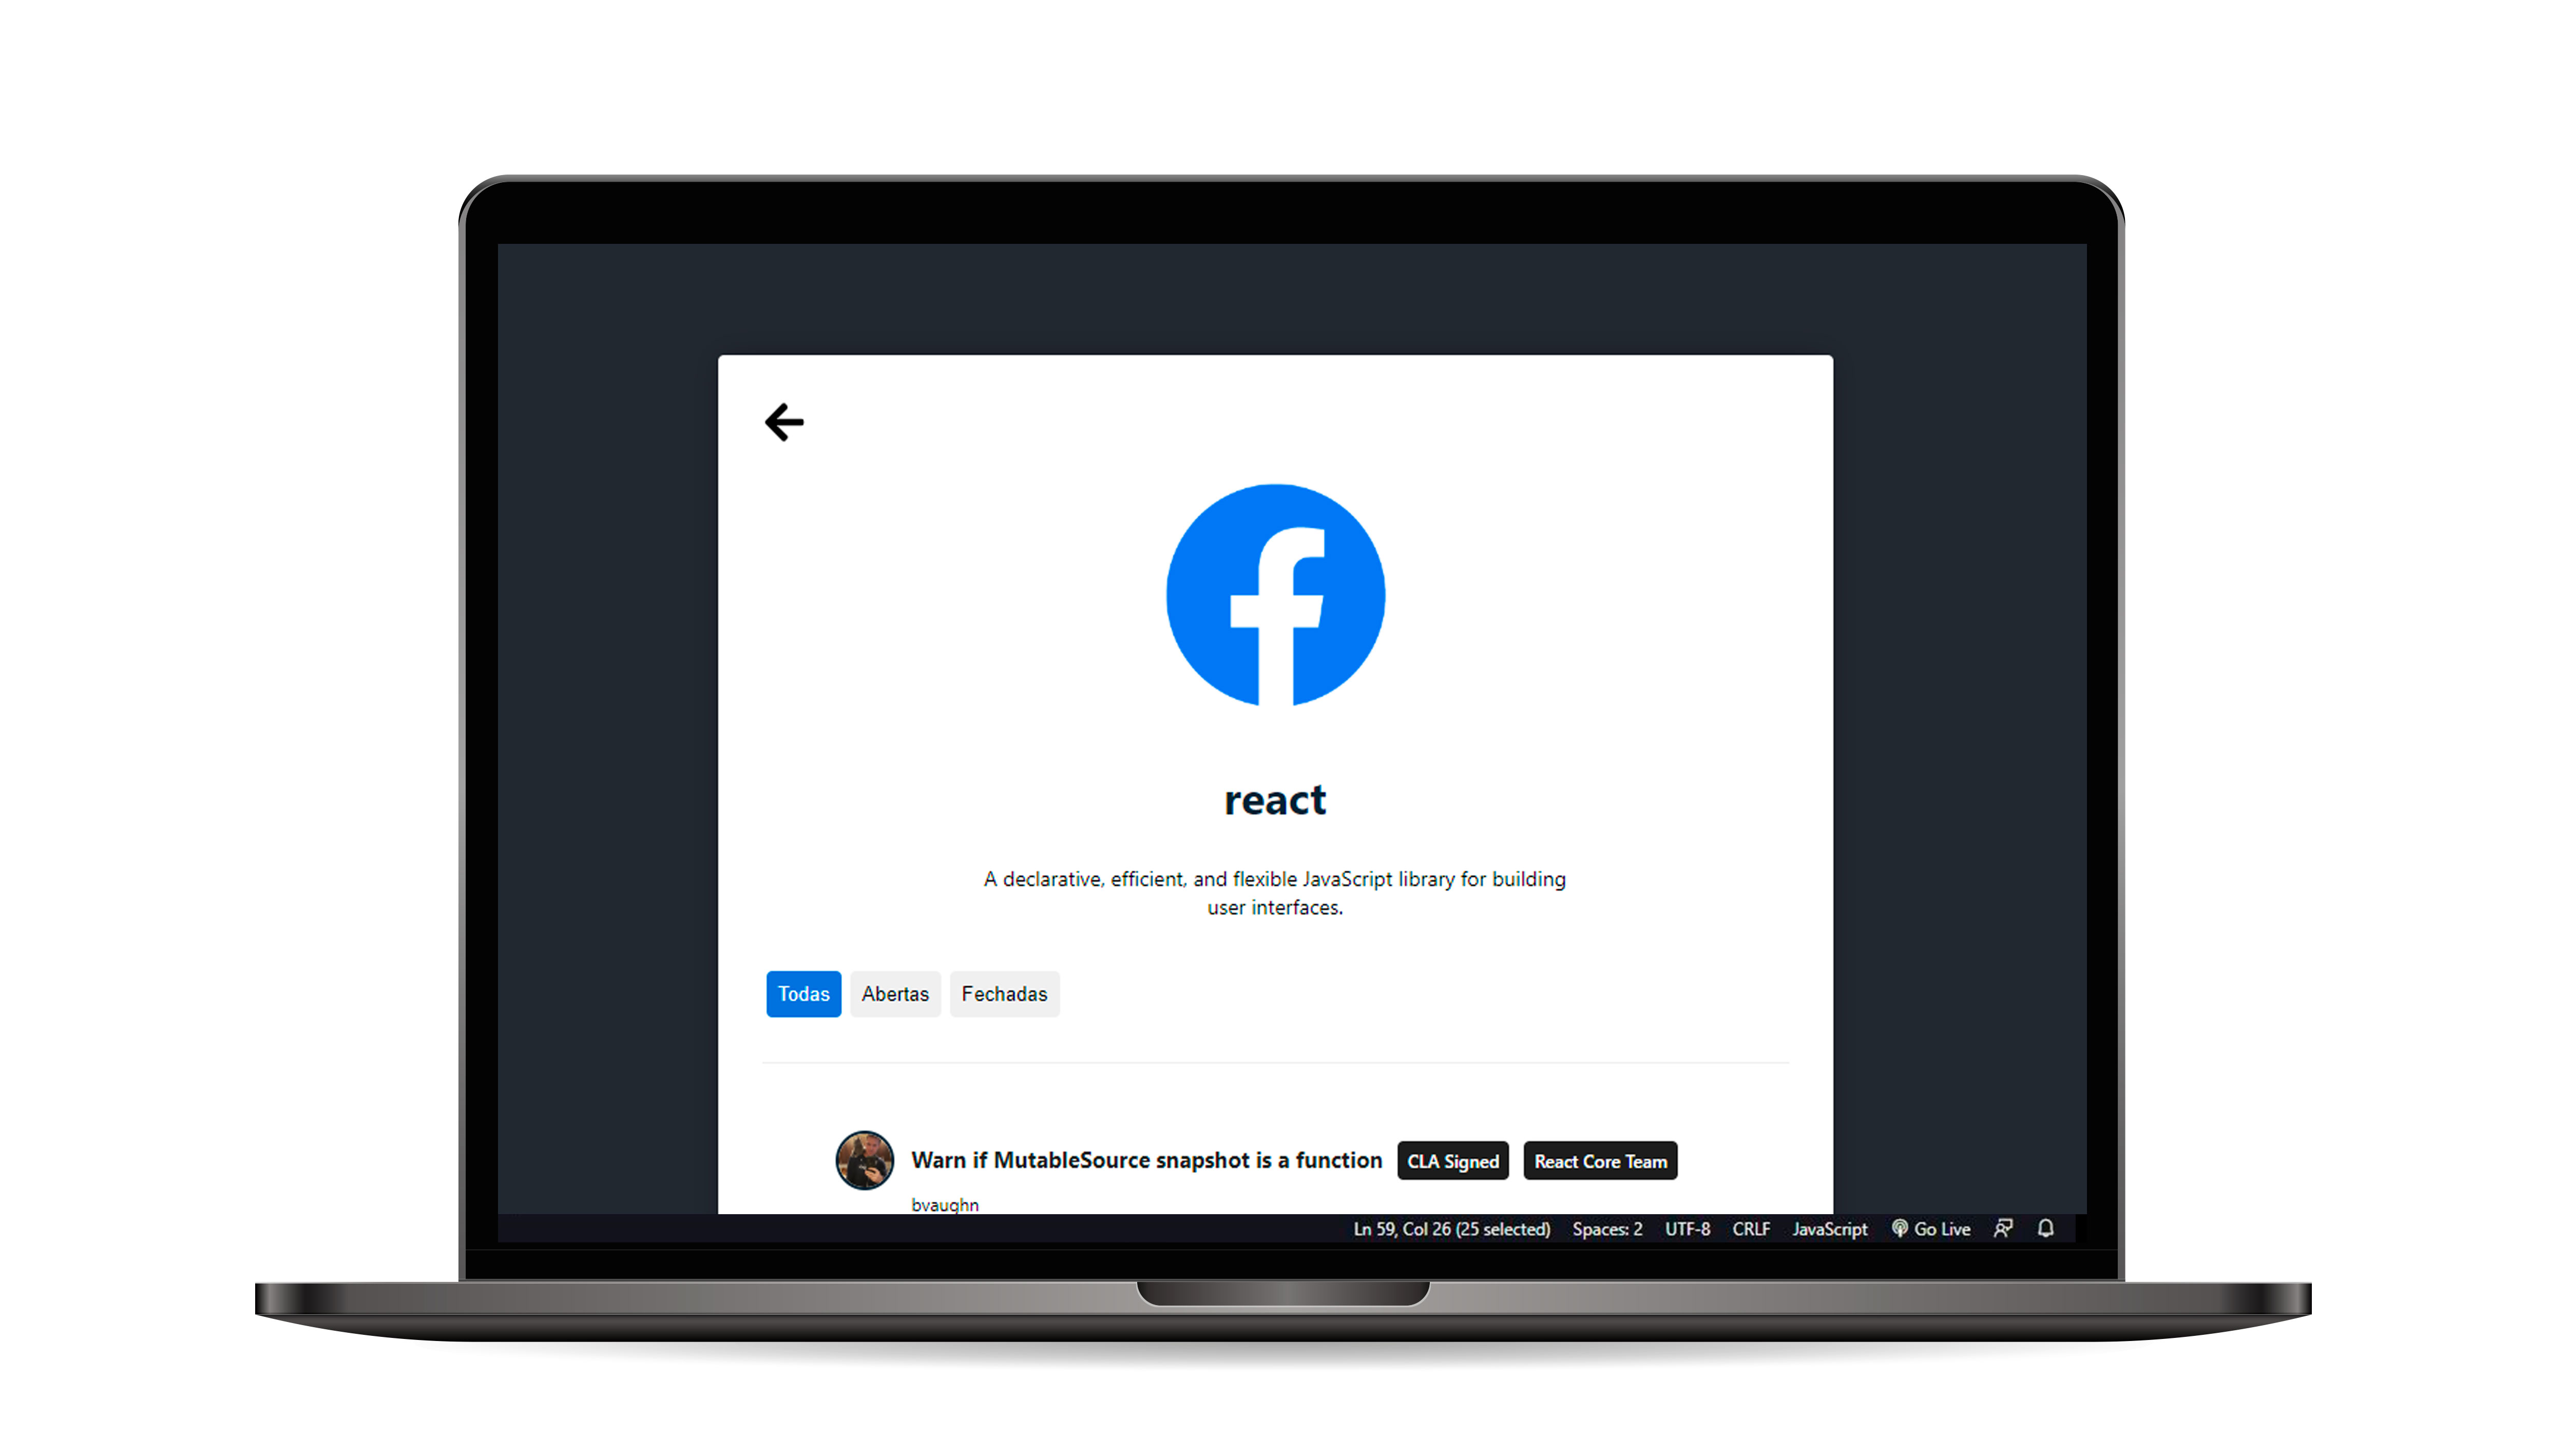 react
A declarative, efficient, and flexible JavaScript library for building
user interfaces.
Todas Abertas Fechadas
Warn if MutableSource snapshot is a function CLA Signed React Core Team
bvaughn
Ln 59, Col 26 (25 selected) Spaces: 2 UTF-8 CRLF JavaScript Go Live